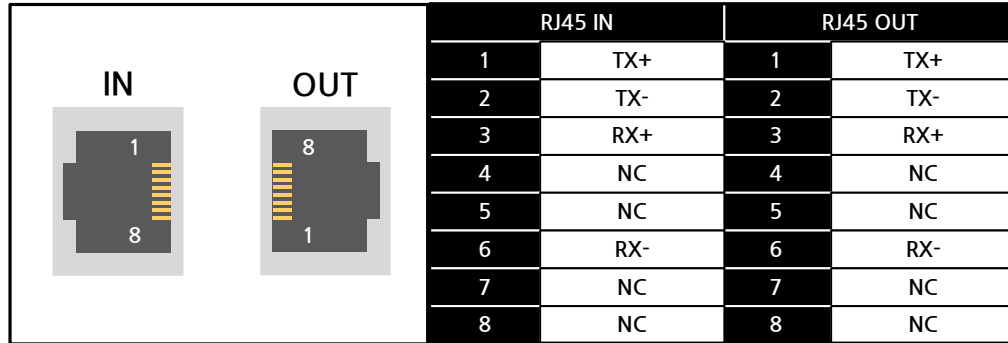 IN OUT
1 8
8 1
RJ45 IN RJ45 OUT
1 TX+ 1 TX+
2 TX- 2 TX-
3 RX+ 3 RX+
4 NC 4 NC
5 NC 5 NC
6 RX- 6 RX-
7 NC 7 NC
8 NC 8 NC